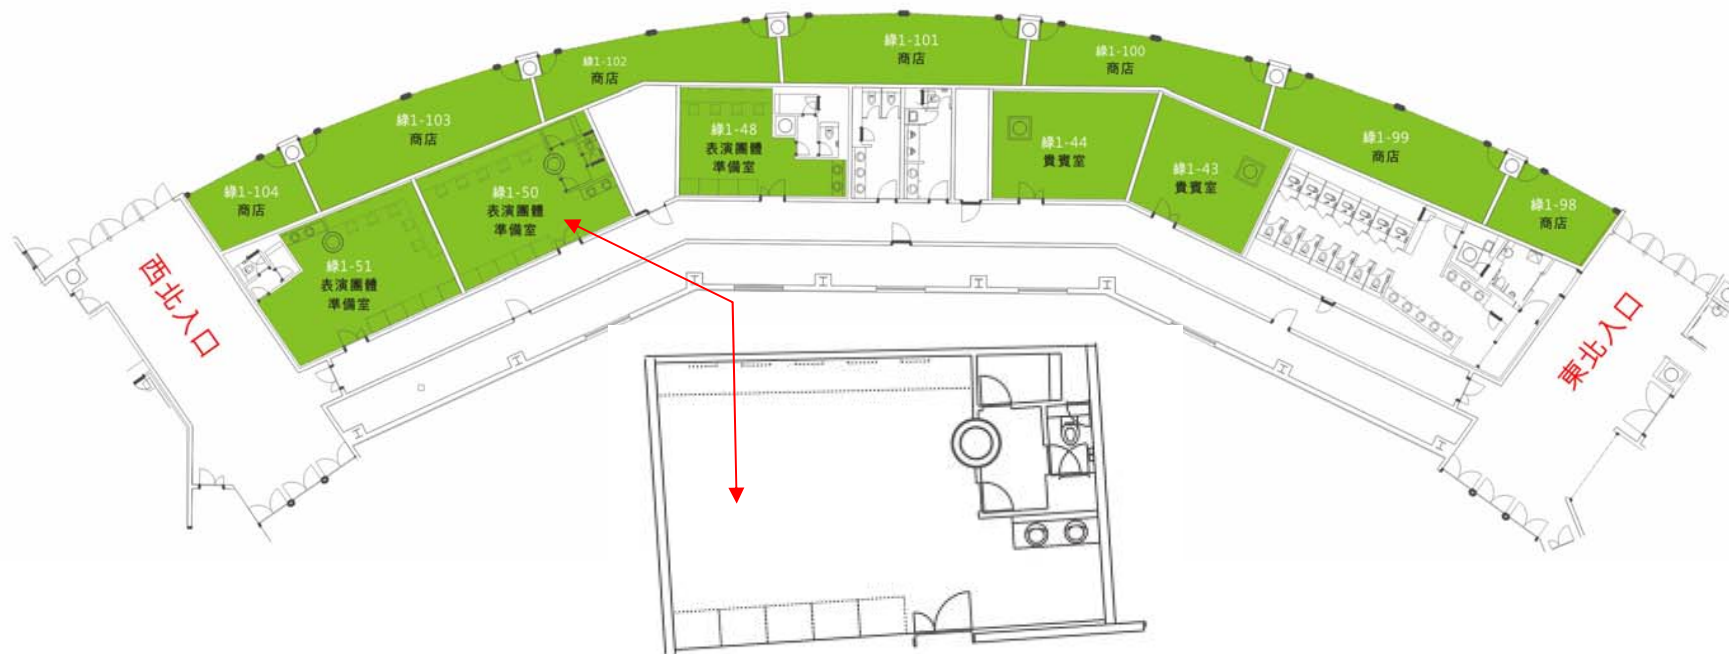 綠1-104
商店
綠1-103
商店
綠1-102
商店
綠1-101
商店
綠1-100
商店
綠1-99
商店
綠1-98
商店
綠1-51
表演團體
準備室
綠1-50
表演團體
準備室
綠1-48
表演團體
準備室
綠1-44
貴賓室
綠1-43
貴賓室
西北入口
東北入口